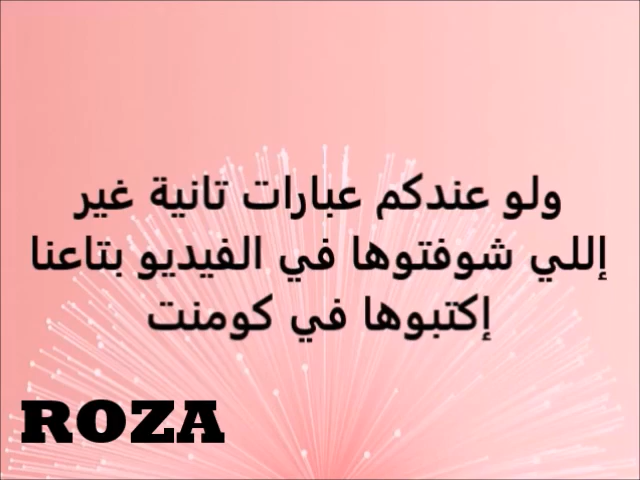 ولو عندكم عبارات تانية غير
إللي شوفتوها في الفيديو بتاعنا
إكتبوها في كومنت
ROZA